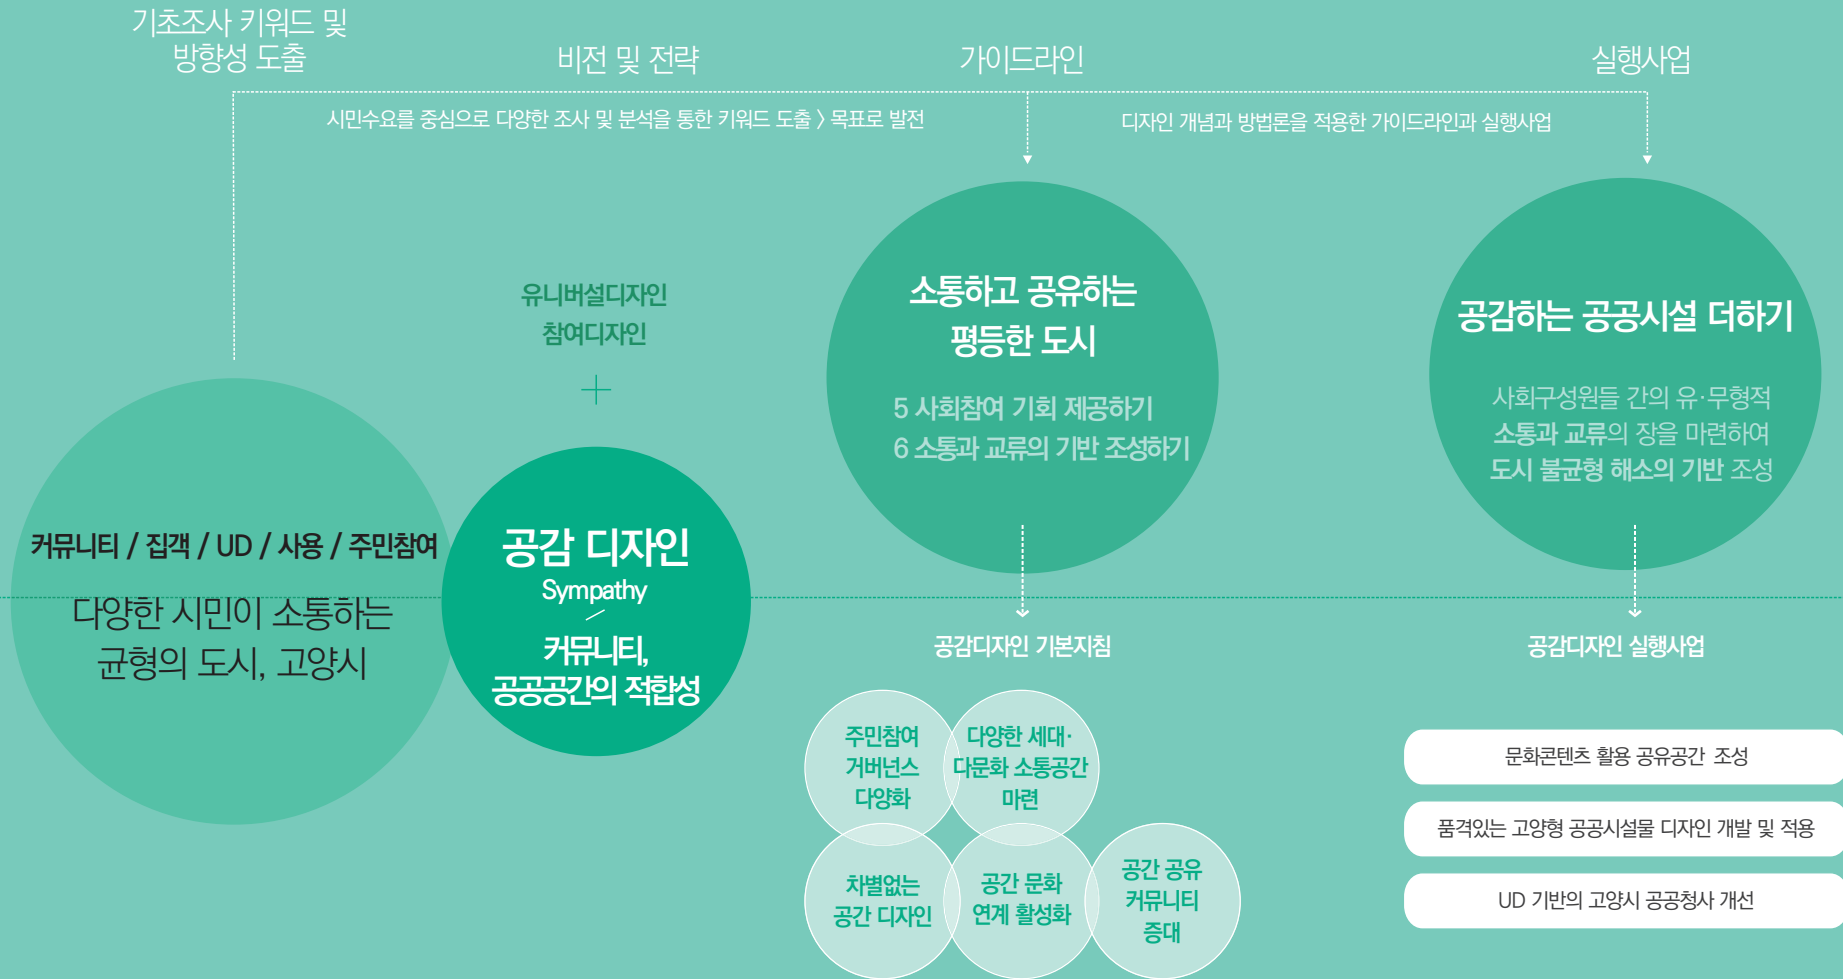 기초조사 키워드 및
방향성 도출
비전 및 전략
가이드라인
실행사업
시민수요를 중심으로 다양한 조사 및 분석을 통한 키워드 도출 > 목표로 발전
디자인 개념과 방법론을 적용한 가이드라인과 실행사업
커뮤니티 / 집객 / UD / 사용 / 주민참여
다양한 시민이 소통하는
균형의 도시, 고양시
유니버설디자인
참여디자인
+
공감 디자인
Sympathy
/
커뮤니티,
공공공간의 적합성
소통하고 공유하는
평등한 도시
5 사회참여 기회 제공하기
6 소통과 교류의 기반 조성하기
공감디자인 기본지침
주민참여
거버넌스
다양화
다양한 세대·
다문화 소통공간
마련
차별없는
공간 디자인
공간 문화
연계 활성화
공간 공유
커뮤니티
증대
공감하는 공공시설 더하기
사회구성원들 간의 유·무형적
소통과 교류의 장을 마련하여
도시 불균형 해소의 기반 조성
공감디자인 실행사업
문화콘텐츠 활용 공유공간 조성
품격있는 고양형 공공시설물 디자인 개발 및 적용
UD 기반의 고양시 공공청사 개선